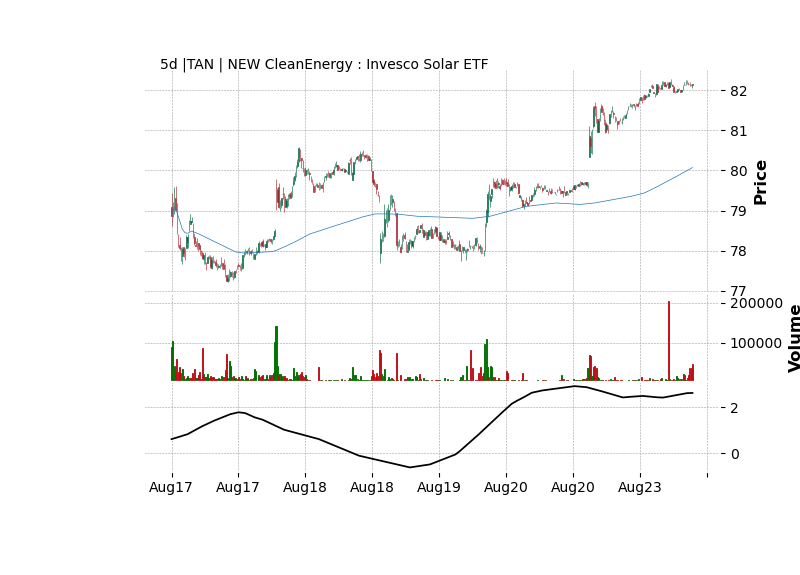 5d |TAN | NEW CleanEnergy : Invesco Solar ETF
82
81
80
79
78
77
Price
200000
100000
Volume
2
0
Aug17 Aug17 Aug18 Aug18 Aug19 Aug20 Aug20 Aug23